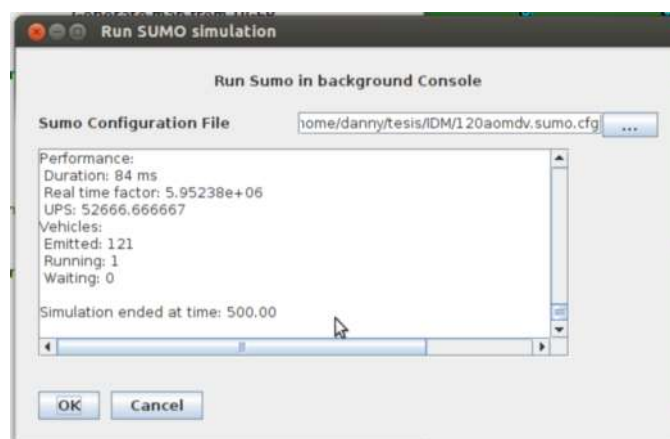 Run SUMO simulation
Run Sumo in background Console
Sumo Configuration File
home/danny/tesis/IDM/120aomdv.sumo.cfg
...
Performance:
Duration: 84 ms
Real time factor: 5.95238e+06
UPS: 52666.666667
Vehicles:
Emitted: 121
Running: 1
Waiting: 0
Simulation ended at time: 500.00
OK
Cancel